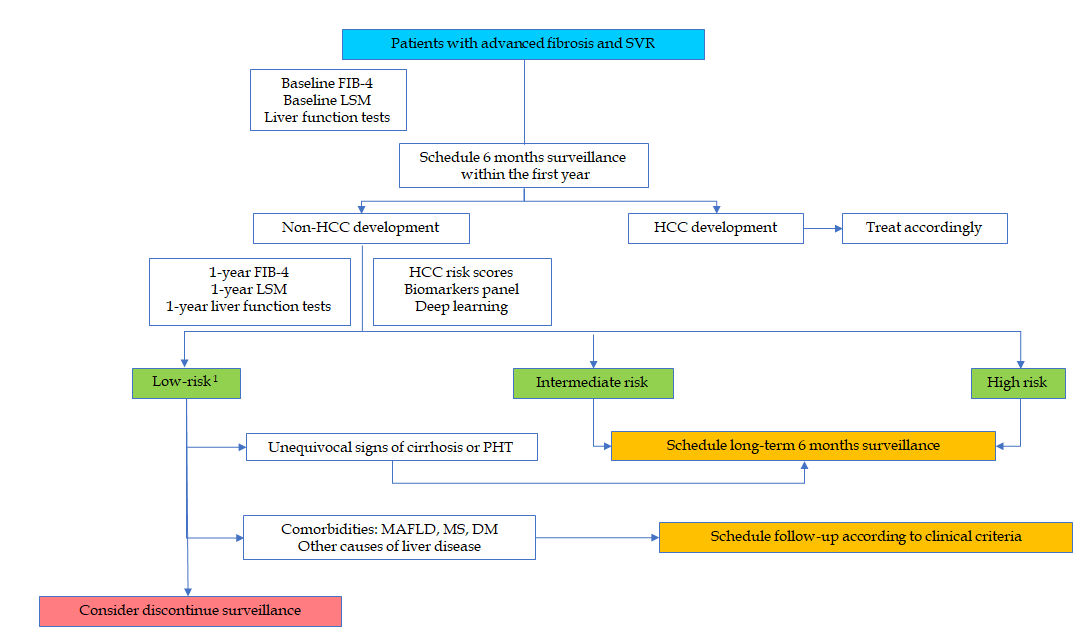 Patients with advanced fibrosis and SVR
Baseline FIB-4
Baseline LSM
Liver function tests
Schedule 6 months surveillance
within the first year
Non-HCC development
HCC development
Treat accordingly
1-year FIB-4
1-year LSM
1-year liver function tests
HCC risk scores
Biomarkers panel
Deep learning
Low-risk¹
Intermediate risk
High risk
Unequivocal signs of cirrhosis or PHT
Schedule long-term 6 months surveillance
Comorbidities: MAFLD, MS, DM
Other causes of liver disease
Schedule follow-up according to clinical criteria
Consider discontinue surveillance